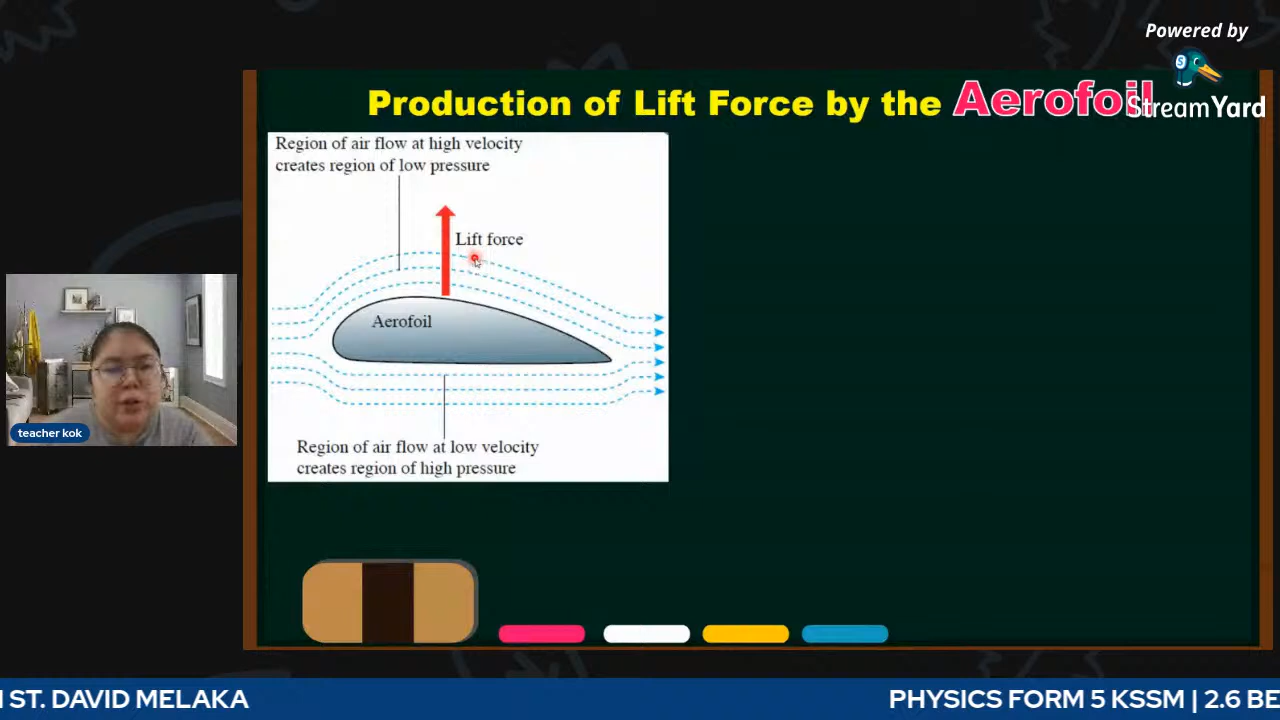 Powered by
StreamYard
Production of Lift Force by the Aerofoil
Region of air flow at high velocity
creates region of low pressure
Lift force
Aerofoil
Region of air flow at low velocity
creates region of high pressure
teacher kok
ST. DAVID MELAKA
PHYSICS FORM 5 KSSM | 2.6 BE